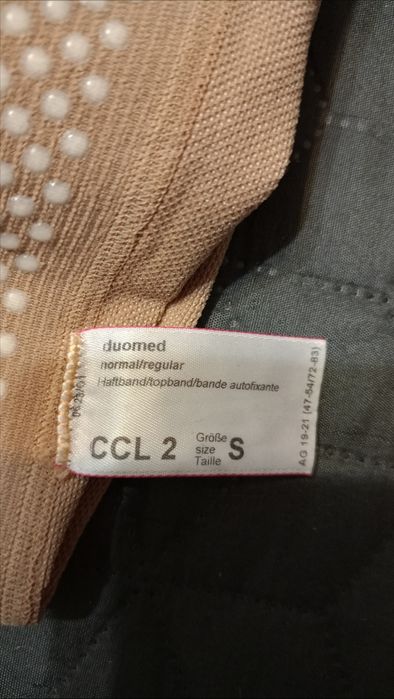 duomed
normal/regular
Haftband/topband/bande autofixante
CCL 2
Größe
size
Taille
S
AG 19-21 (47-54/72-83)